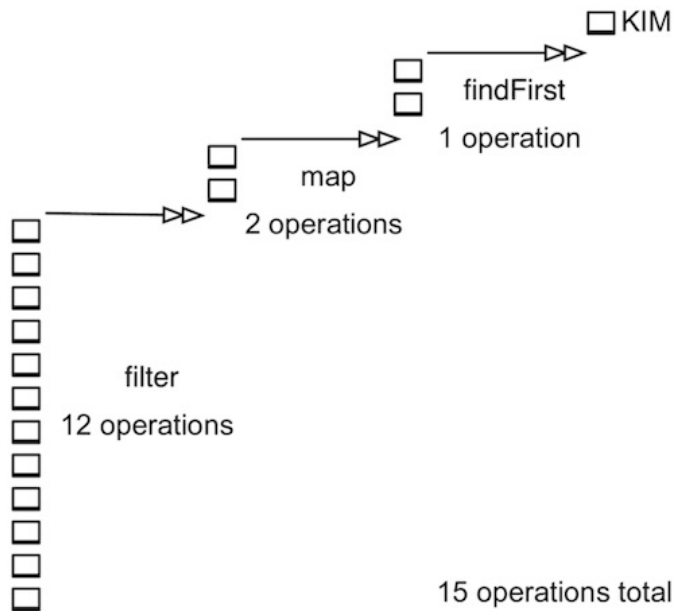 KIM
findFirst
1 operation
map
2 operations
filter
12 operations
15 operations total